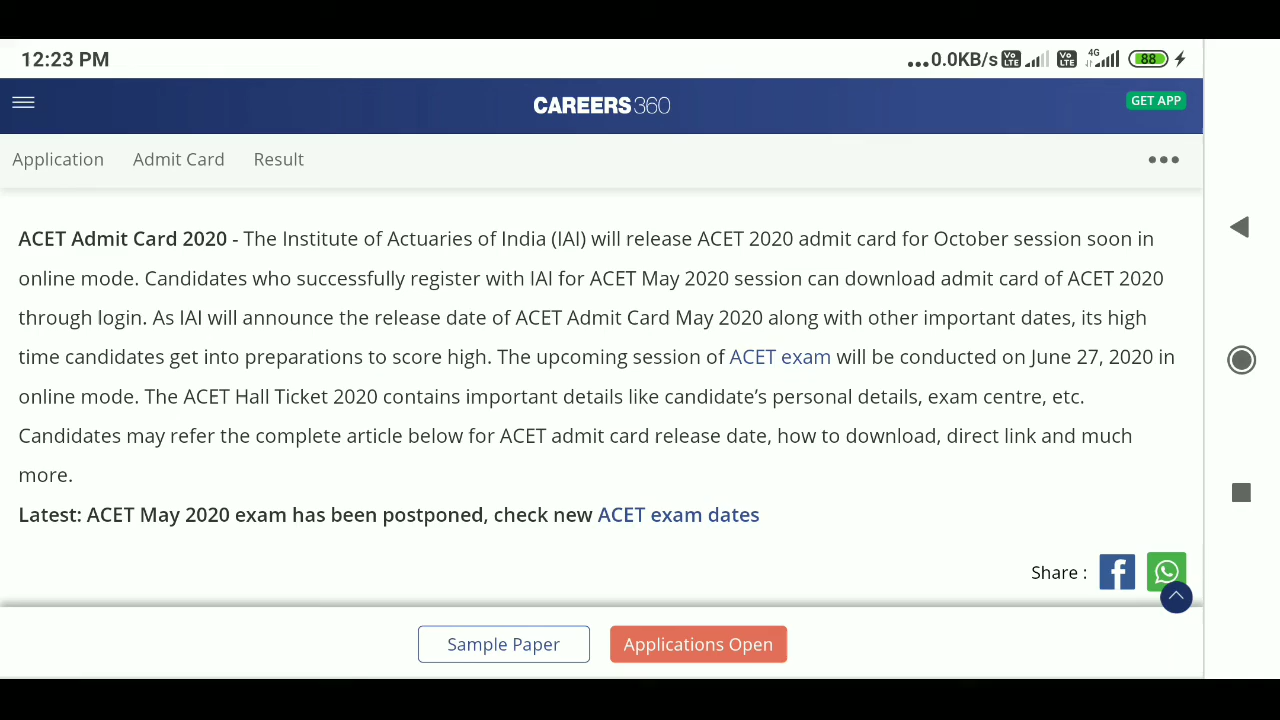 12:23 PM
...0.0KB/s Vo LTE Vo LTE 4G 88
CAREERS360
GET APP
Application Admit Card Result
ACET Admit Card 2020 - The Institute of Actuaries of India (IAI) will release ACET 2020 admit card for October session soon in
online mode. Candidates who successfully register with IAI for ACET May 2020 session can download admit card of ACET 2020
through login. As IAI will announce the release date of ACET Admit Card May 2020 along with other important dates, its high
time candidates get into preparations to score high. The upcoming session of ACET exam will be conducted on June 27, 2020 in
online mode. The ACET Hall Ticket 2020 contains important details like candidate’s personal details, exam centre, etc.
Candidates may refer the complete article below for ACET admit card release date, how to download, direct link and much
more.
Latest: ACET May 2020 exam has been postponed, check new ACET exam dates
Share :
Sample Paper Applications Open